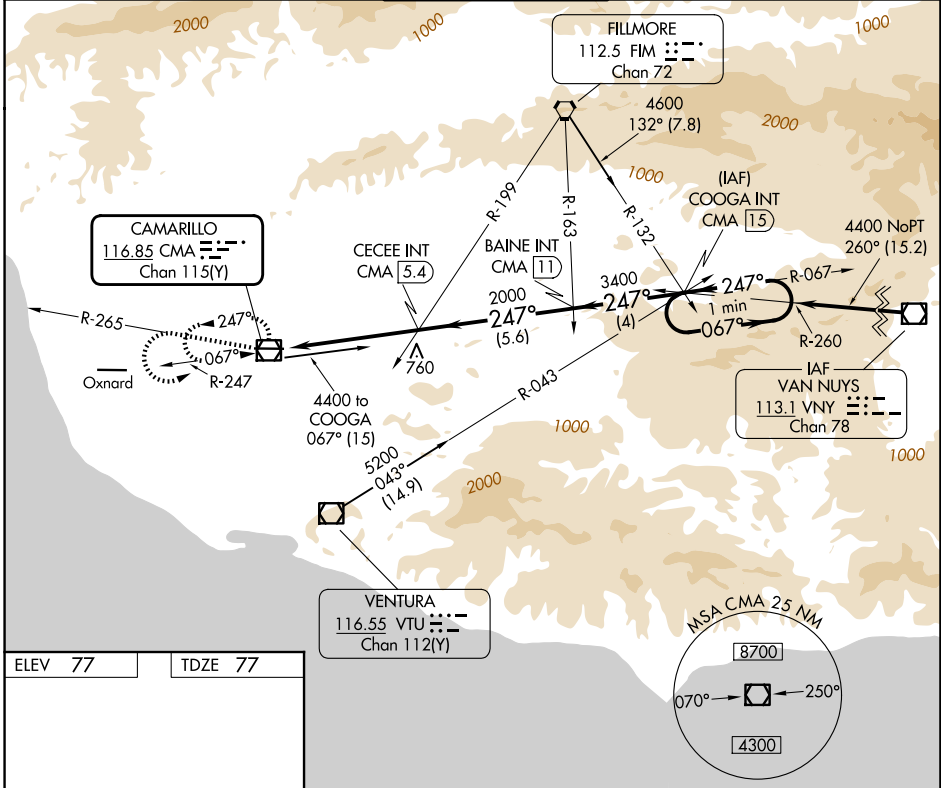 2000
1000
1000
FILLMORE
112.5 FIM
Chan 72
4600
132° (7.8)
2000
1000
(IAF)
COOGA INT
CMA 15
R-199
R-163
R-132
4400 NoPT
260° (15.2)
CAMARILLO
116.85 CMA
Chan 115(Y)
CECEE INT
CMA 5.4
BAINE INT
CMA 11
R-067
3400
247°
(4)
247°
1 min
067°
2000
247°
(5.6)
R-260
R-265
247°
067°
R-247
Oxnard
760
4400 to
COOGA
067° (15)
R-043
IAF
VAN NUYS
113.1 VNY
Chan 78
1000
1000
5200
043°
(14.9)
2000
VENTURA
116.55 VTU
Chan 112(Y)
MSA CMA 25 NM
8700
070°
250°
4300
ELEV 77
TDZE 77